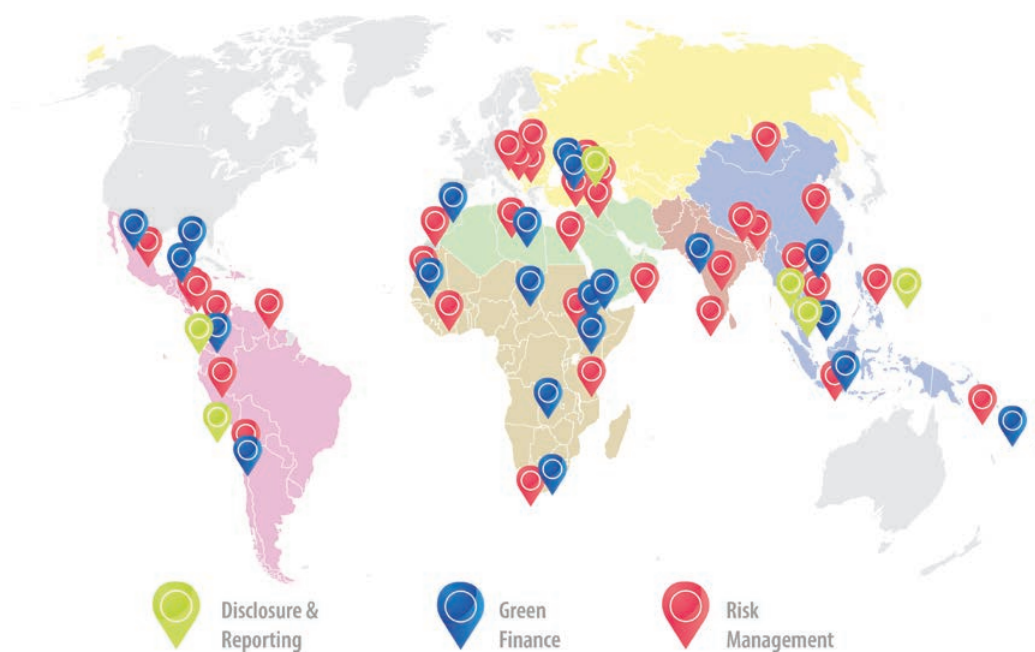 Disclosure &
Reporting
Green
Finance
Risk
Management